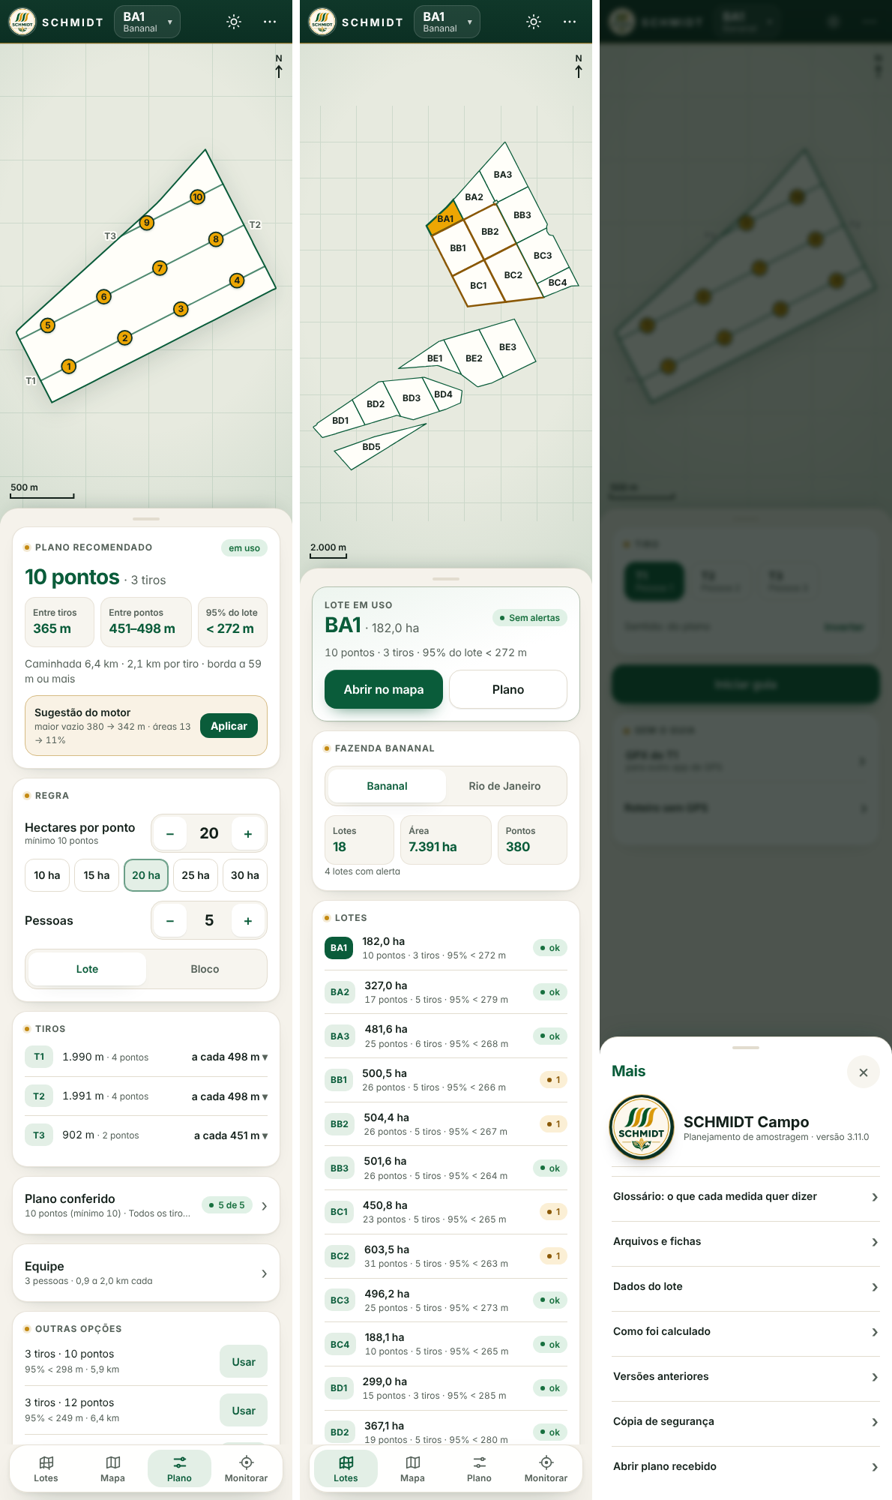 SCHMIDT
SCHMIDT
BA1
Bananal
N
10
9
T3
T2
8
7
4
6
3
5
2
1
T1
500 m
PLANO RECOMENDADO
em uso
10 pontos · 3 tiros
Entre tiros
365 m
Entre pontos
451–498 m
95% do lote
< 272 m
Caminhada 6,4 km · 2,1 km por tiro · borda a 59
m ou mais
Sugestão do motor
maior vazio 380 → 342 m · áreas 13
→ 11%
Aplicar
REGRA
Hectares por ponto
mínimo 10 pontos
− 20 +
10 ha
15 ha
20 ha
25 ha
30 ha
Pessoas
− 5 +
Lote
Bloco
TIROS
T1 1.990 m · 4 pontos a cada 498 m ▾
T2 1.991 m · 4 pontos a cada 498 m ▾
T3 902 m · 2 pontos a cada 451 m ▾
Plano conferido
10 pontos (mínimo 10) · Todos os tiro...
5 de 5
Equipe
3 pessoas · 0,9 a 2,0 km cada
OUTRAS OPÇÕES
3 tiros · 10 pontos
95% < 298 m · 5,9 km
Usar
3 tiros · 12 pontos
95% < 249 m · 6,4 km
Usar
Lotes
Mapa
Plano
Monitorar
SCHMIDT
SCHMIDT
BA1
Bananal
N
BA3
BA2
BA1
BB3
BB2
BB1
BC3
BC2
BC1
BC4
BE3
BE1
BE2
BD4
BD3
BD2
BD1
BD5
2.000 m
LOTE EM USO
BA1 · 182,0 ha
Sem alertas
10 pontos · 3 tiros · 95% do lote < 272 m
Abrir no mapa
Plano
FAZENDA BANANAL
Bananal
Rio de Janeiro
Lotes
18
Área
7.391 ha
Pontos
380
4 lotes com alerta
LOTES
BA1 182,0 ha
10 pontos · 3 tiros · 95% < 272 m
ok
BA2 327,0 ha
17 pontos · 5 tiros · 95% < 279 m
ok
BA3 481,6 ha
25 pontos · 6 tiros · 95% < 268 m
ok
BB1 500,5 ha
26 pontos · 5 tiros · 95% < 266 m
1
BB2 504,4 ha
26 pontos · 5 tiros · 95% < 267 m
1
BB3 501,6 ha
26 pontos · 5 tiros · 95% < 264 m
ok
BC1 450,8 ha
23 pontos · 5 tiros · 95% < 265 m
1
BC2 603,5 ha
31 pontos · 5 tiros · 95% < 263 m
1
BC3 496,2 ha
25 pontos · 5 tiros · 95% < 273 m
ok
BC4 188,1 ha
10 pontos · 5 tiros · 95% < 265 m
ok
BD1 299,0 ha
15 pontos · 3 tiros · 95% < 285 m
ok
BD2 367,1 ha
19 pontos · 5 tiros · 95% < 280 m
ok
Lotes
Mapa
Plano
Monitorar
Mais
×
SCHMIDT
SCHMIDT Campo
Planejamento de amostragem · versão 3.11.0
Glossário: o que cada medida quer dizer
Arquivos e fichas
Dados do lote
Como foi calculado
Versões anteriores
Cópia de segurança
Abrir plano recebido